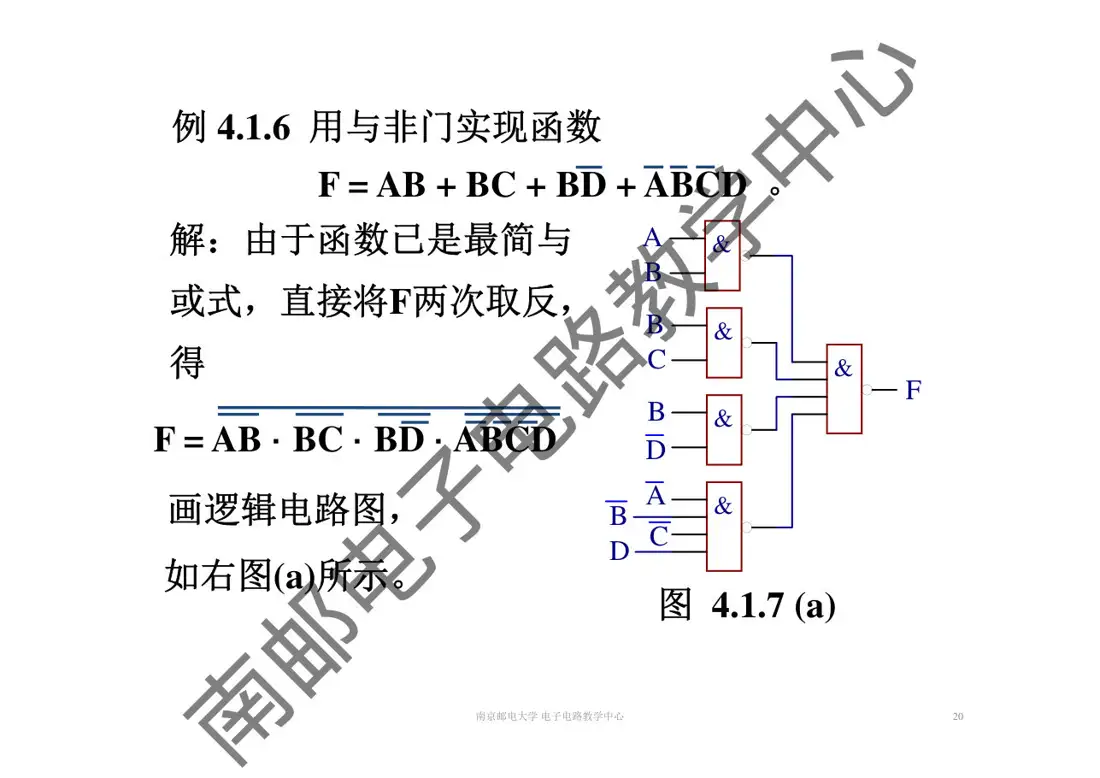 例 4.1.6 用与非门实现函数
F = AB + BC + BD̅ + A̅B̅C̅D 。
解：由于函数已是最简与
或式，直接将F两次取反，
得
F = AB · BC · BD̅ · A̅B̅C̅D
画逻辑电路图，
如右图(a)所示。
A
B
&
B
C
&
B
D̅
&
A̅
B̅
C̅
D
&
&
F
图 4.1.7 (a)
南邮电子电路教学中心
南京邮电大学 电子电路教学中心
20